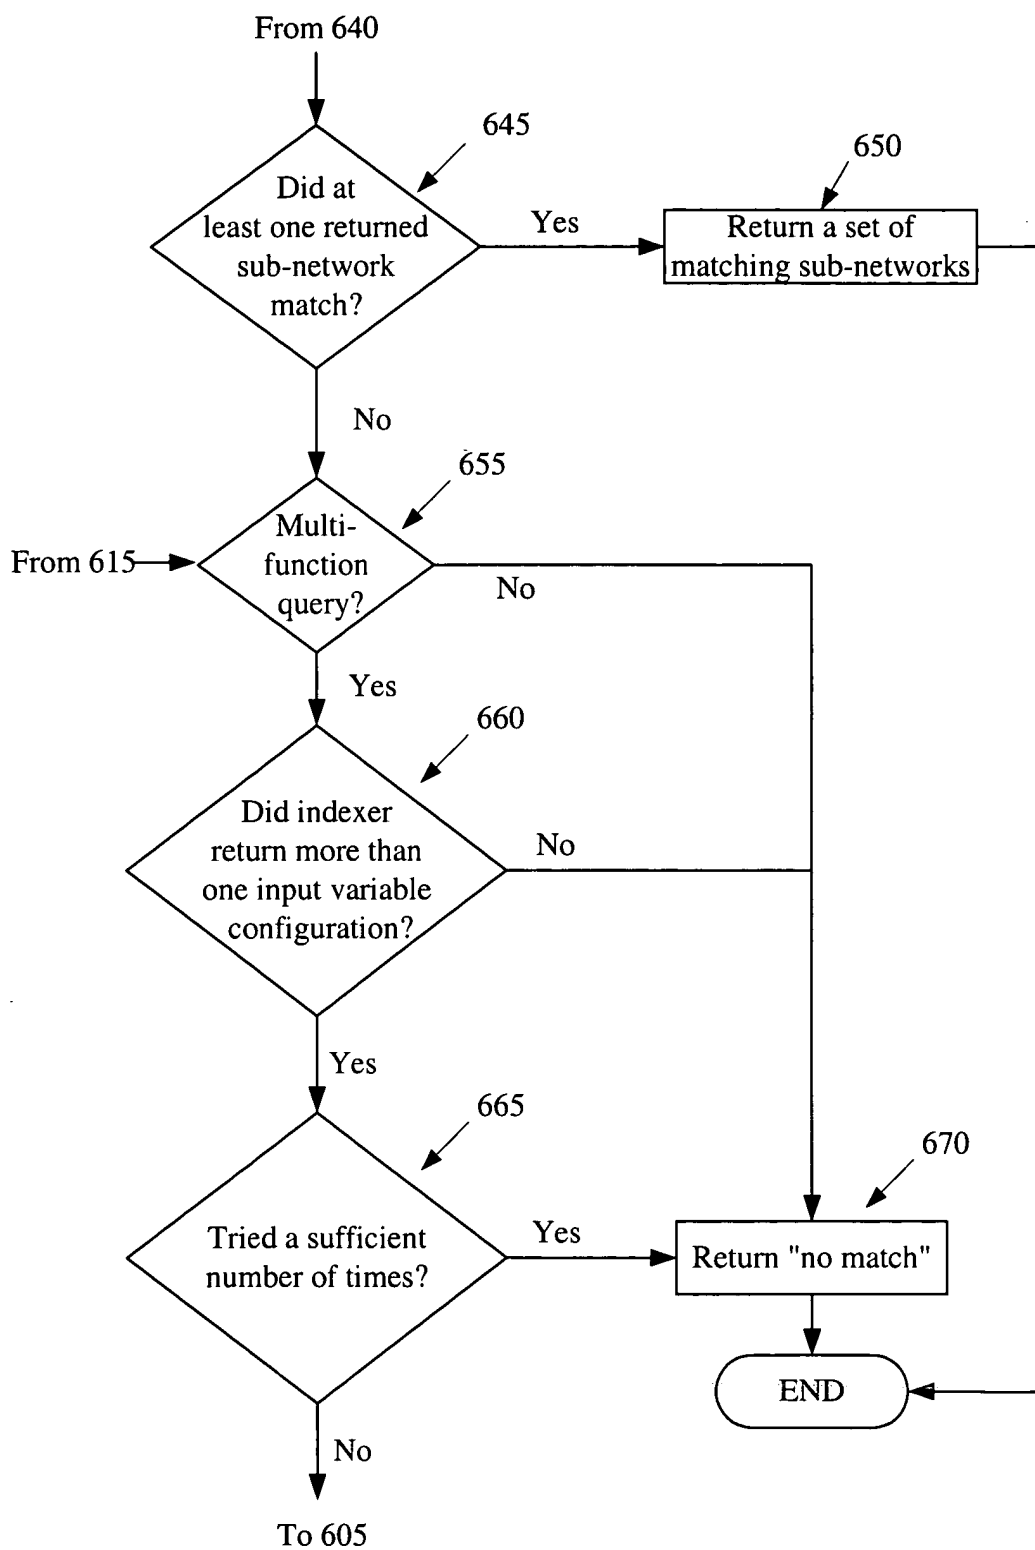 From 640
645
Did at
least one returned
sub-network
match?
Yes
650
Return a set of
matching sub-networks
No
655
From 615
Multi-
function
query?
No
Yes
660
Did indexer
return more than
one input variable
configuration?
No
Yes
665
Tried a sufficient
number of times?
Yes
670
Return "no match"
END
No
To 605